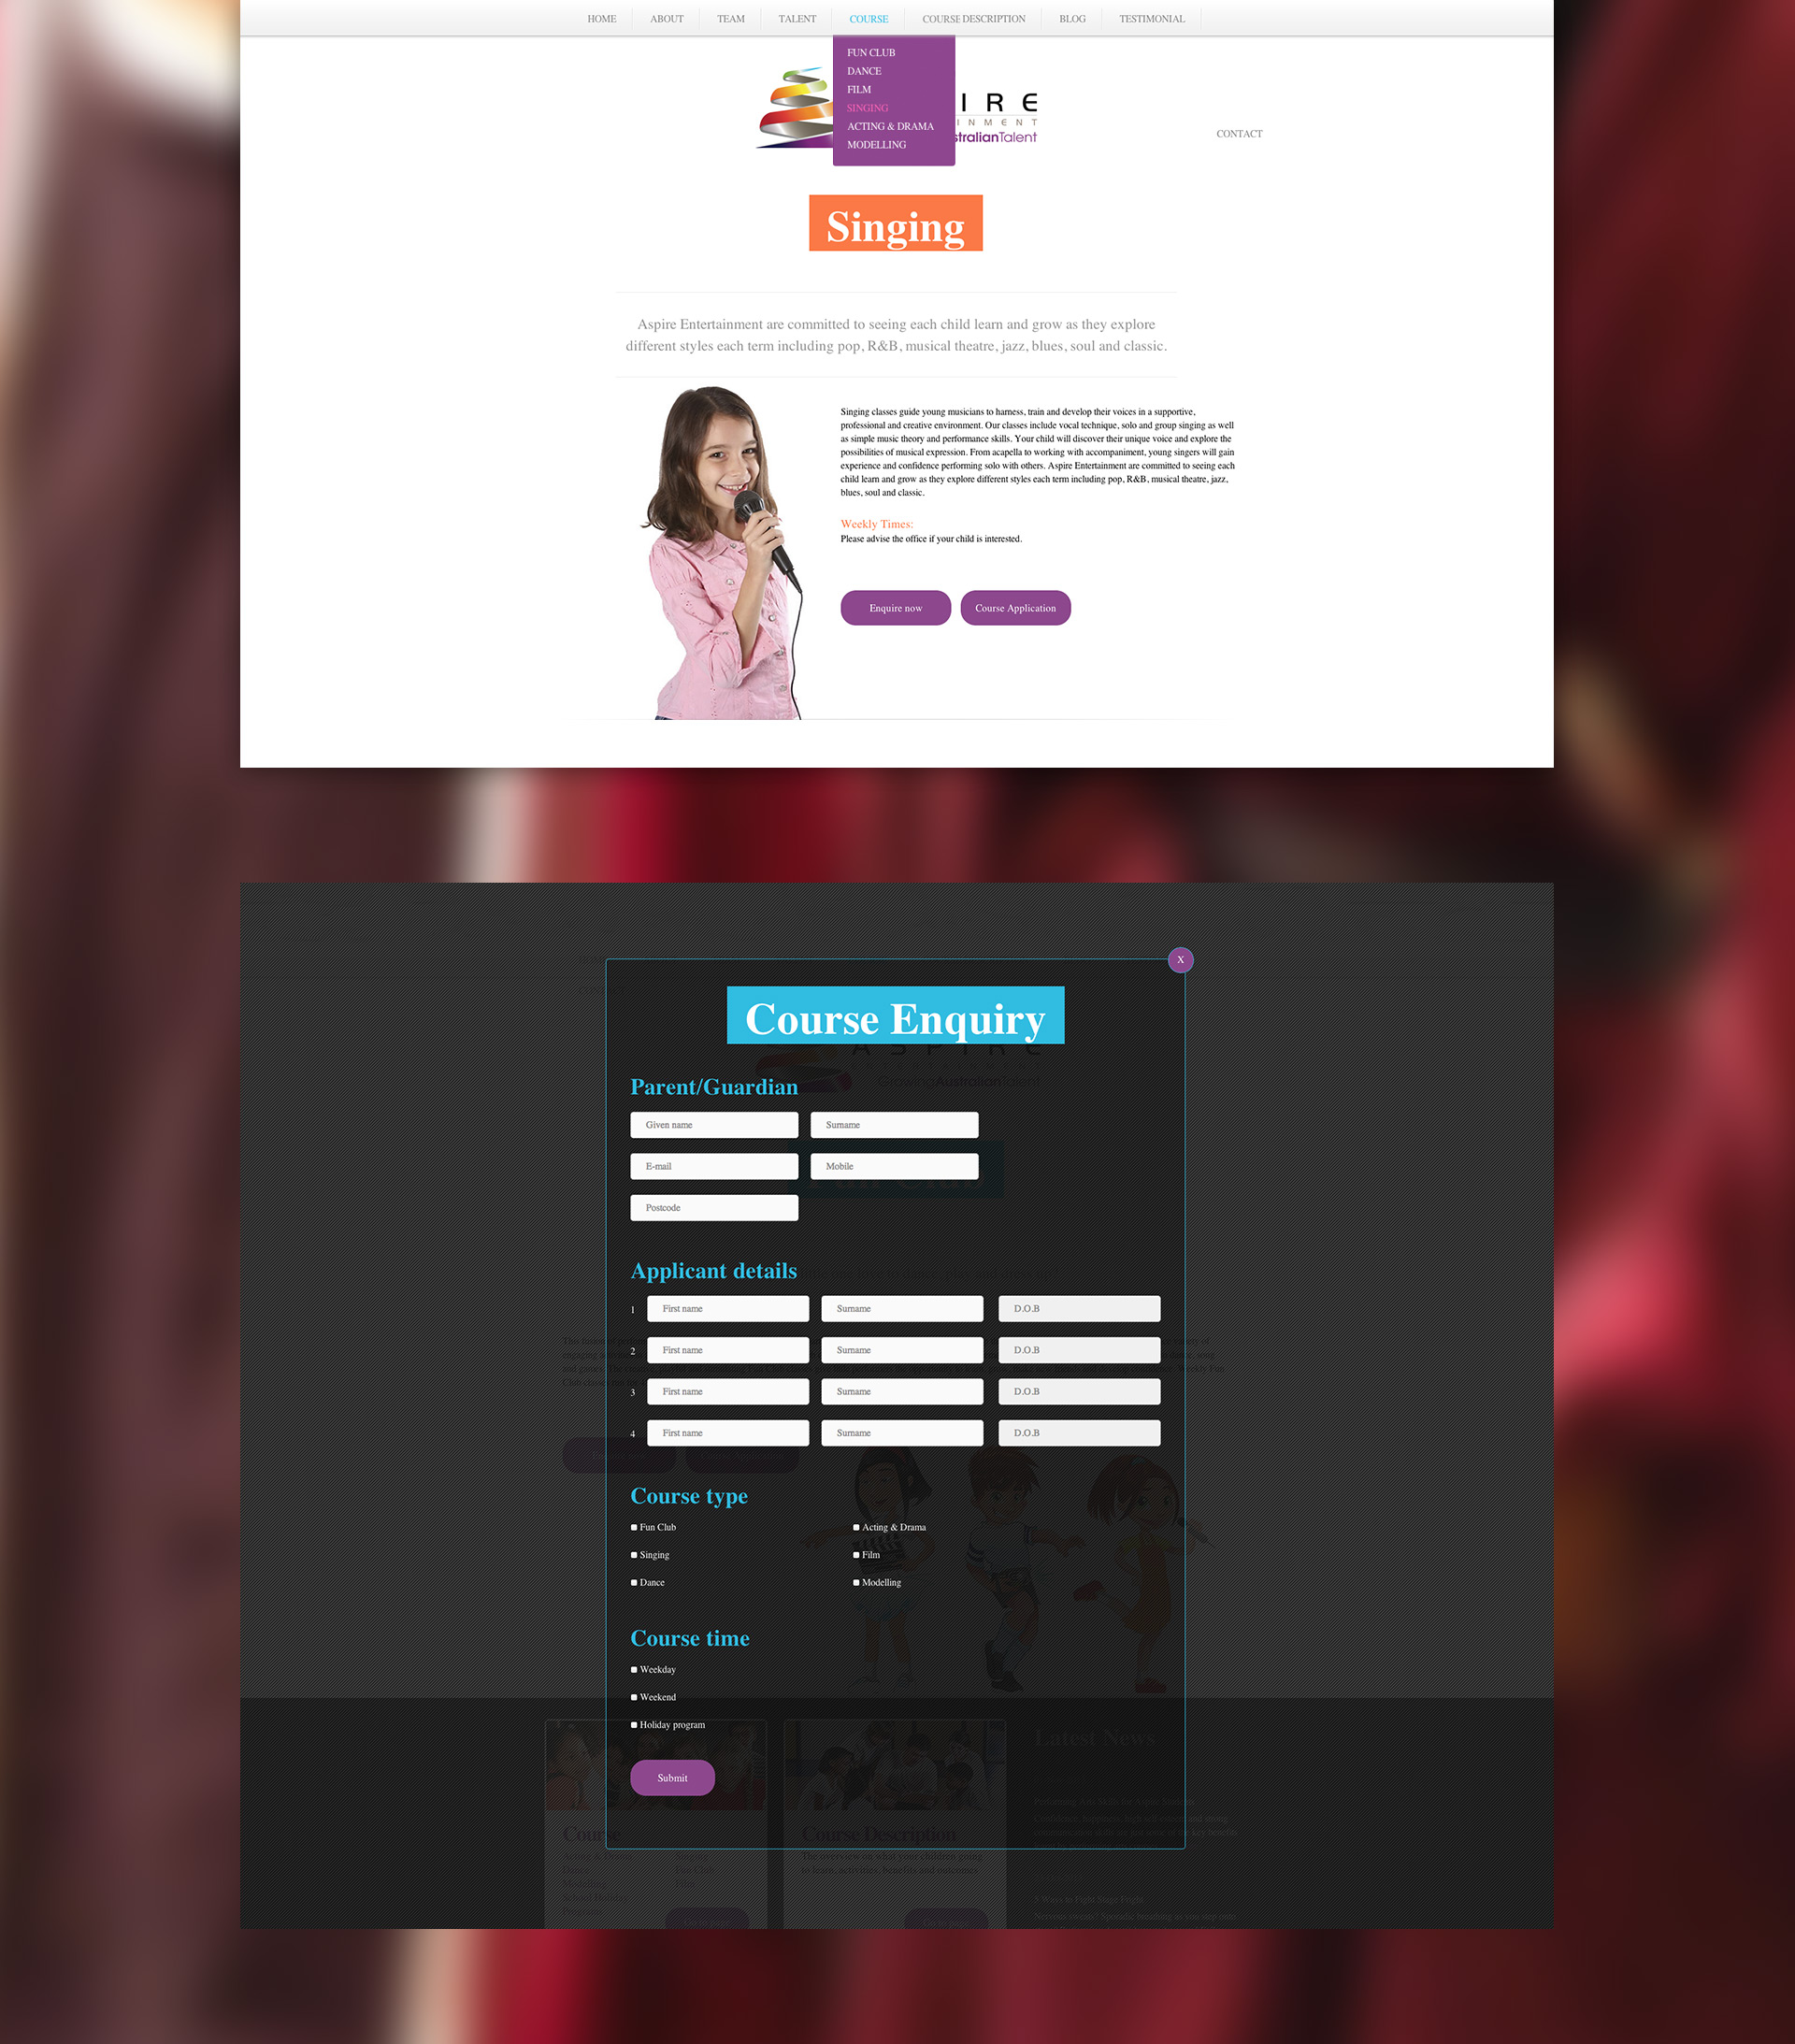 HOME ABOUT TEAM TALENT COURSE COURSE DESCRIPTION BLOG TESTIMONIAL
FUN CLUB
DANCE
FILM
SINGING
ACTING & DRAMA
MODELLING
IRE
INMENT
stralianTalent
CONTACT
Singing
Aspire Entertainment are committed to seeing each child learn and grow as they explore
different styles each term including pop, R&B, musical theatre, jazz, blues, soul and classic.
Singing classes guide young musicians to harness, train and develop their voices in a supportive,
professional and creative environment. Our classes include vocal technique, solo and group singing as well
as simple music theory and performance skills. Your child will discover their unique voice and explore the
possibilities of musical expression. From acapella to working with accompaniment, young singers will gain
experience and confidence performing solo with others. Aspire Entertainment are committed to seeing each
child learn and grow as they explore different styles each term including pop, R&B, musical theatre, jazz,
blues, soul and classic.
Weekly Times:
Please advise the office if your child is interested.
Enquire now Course Application
X
Course Enquiry
ASPIRE
AustralianTalent
Parent/Guardian
Given name Surname
E-mail Mobile
Postcode
Applicant details
1 First name Surname D.O.B
2 First name Surname D.O.B
3 First name Surname D.O.B
4 First name Surname D.O.B
Course type
Fun Club Acting & Drama
Singing Film
Dance Modelling
Course time
Weekday
Weekend
Holiday program
Submit
Latest News
Course
Course Description